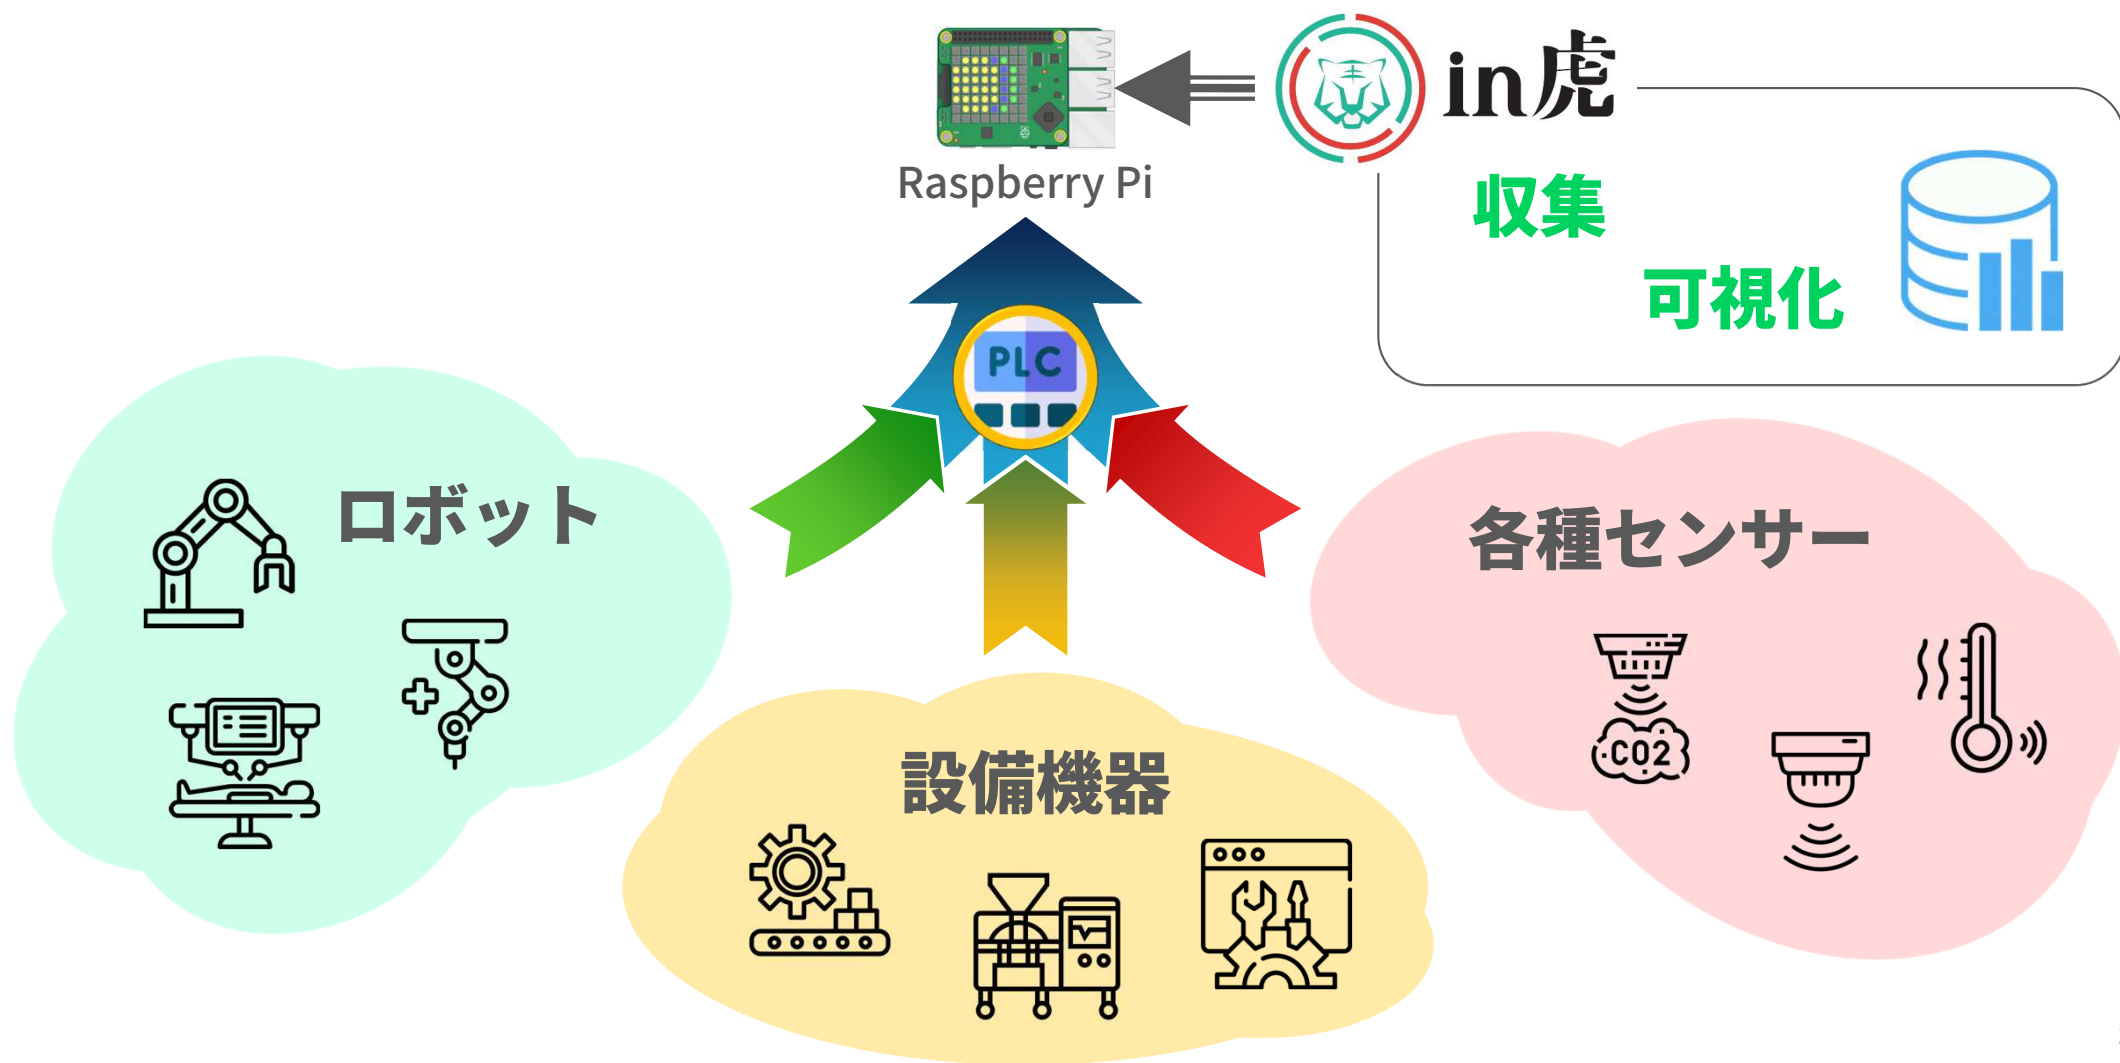 in虎
Raspberry Pi
収集
可視化
PLC
ロボット
各種センサー
CO2
設備機器